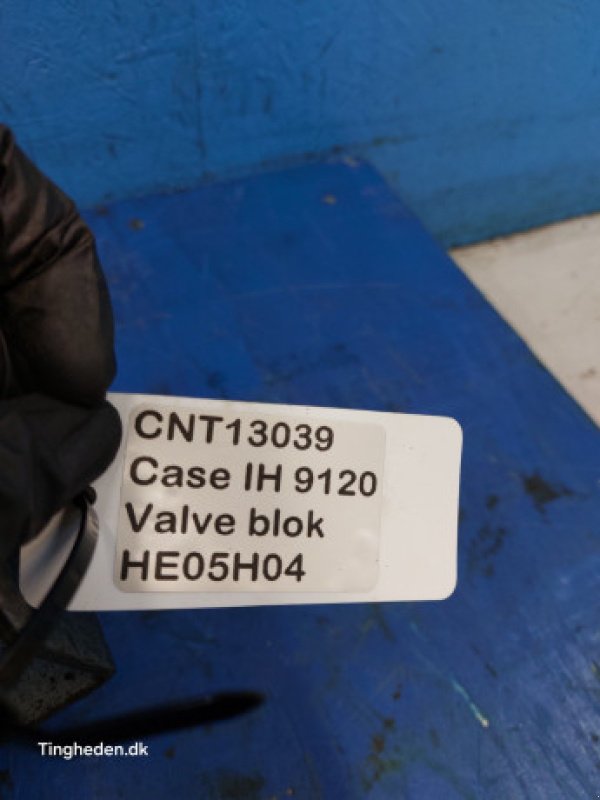 CNT13039
Case IH 9120
Valve blok
HE05H04
Tingheden.dk